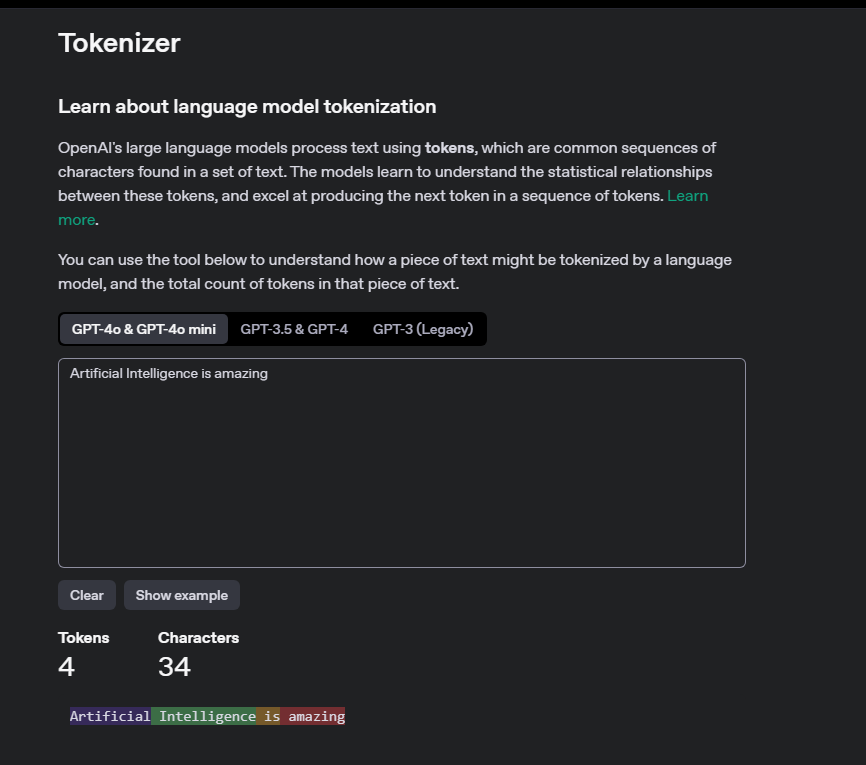 Tokenizer
Learn about language model tokenization
OpenAI's large language models process text using tokens, which are common sequences of
characters found in a set of text. The models learn to understand the statistical relationships
between these tokens, and excel at producing the next token in a sequence of tokens. Learn
more.
You can use the tool below to understand how a piece of text might be tokenized by a language
model, and the total count of tokens in that piece of text.
GPT-4o & GPT-4o mini GPT-3.5 & GPT-4 GPT-3 (Legacy)
Artificial Intelligence is amazing
Clear Show example
Tokens Characters
4 34
Artificial Intelligence is amazing